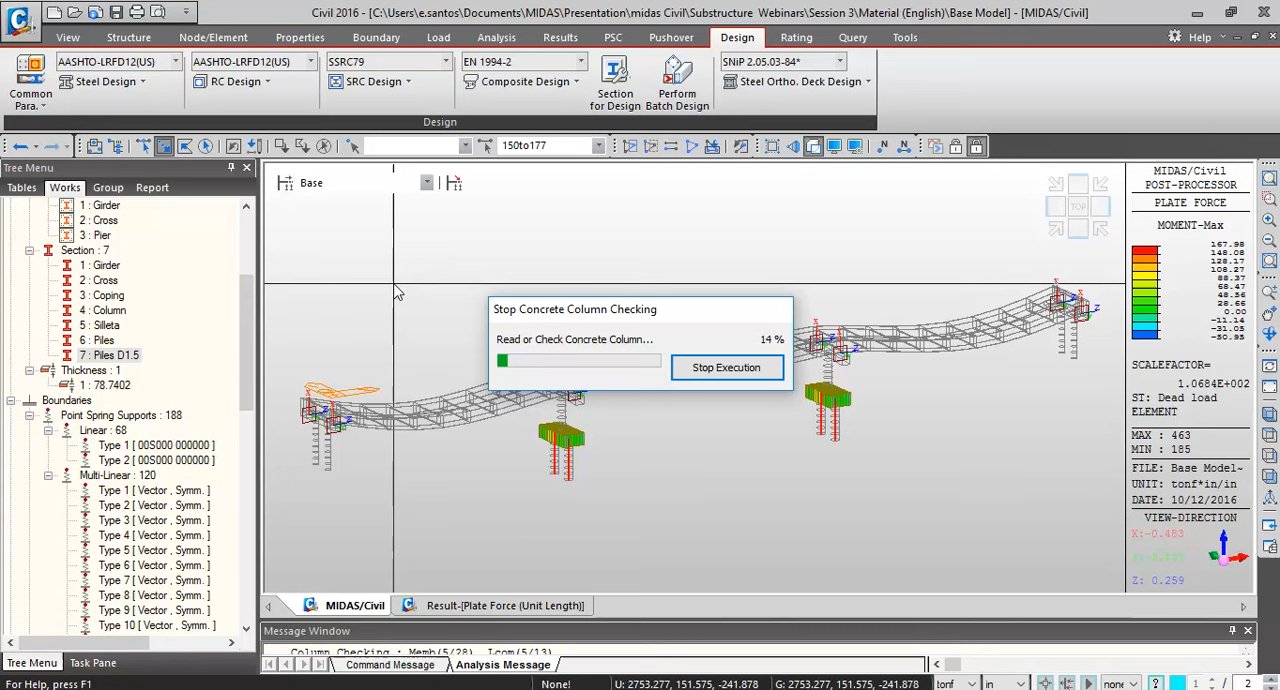 Civil 2016 - [C:\Users\e.santos\Documents\MIDAS\Presentation\midas Civil\Substructure Webinars\Session 3\Material (English)\Base Model] - [MIDAS/Civil]
View Structure Node/Element Properties Boundary Load Analysis Results PSC Pushover Design Rating Query Tools Help
AASHTO-LRFD12(US) AASHTO-LRFD12(US) SSRC79 EN 1994-2 SNiP 2.05.03-84*
Steel Design RC Design SRC Design Composite Design Steel Ortho. Deck Design
Common Para.
Section for Design
Perform Batch Design
Design
150to177
Tree Menu
Tables Works Group Report
1 : Girder
2 : Cross
3 : Pier
Section : 7
1 : Girder
2 : Cross
3 : Coping
4 : Column
5 : Silleta
6 : Piles
7 : Piles D1.5
Thickness : 1
1 : 78.7402
Boundaries
Point Spring Supports : 188
Linear : 68
Type 1 [ 00S000 000000 ]
Type 2 [ 00S000 000000 ]
Multi-Linear : 120
Type 1 [ Vector , Symm. ]
Type 2 [ Vector , Symm. ]
Type 3 [ Vector , Symm. ]
Type 4 [ Vector , Symm. ]
Type 5 [ Vector , Symm. ]
Type 6 [ Vector , Symm. ]
Type 7 [ Vector , Symm. ]
Type 8 [ Vector , Symm. ]
Type 9 [ Vector , Symm. ]
Type 10 [ Vector , Symm. ]
Tree Menu Task Pane
Base
TOP
Stop Concrete Column Checking
Read or Check Concrete Column... 14 %
Stop Execution
MIDAS/Civil
POST-PROCESSOR
PLATE FORCE
MOMENT-Max
167.98
148.08
128.17
108.27
88.37
68.47
48.56
28.66
0.00
-11.14
-31.05
-50.95
SCALEFACTOR=
1.0684E+002
ST: Dead load
ELEMENT
MAX : 463
MIN : 185
FILE: Base Model~
UNIT: tonf*in/in
DATE: 10/12/2016
VIEW-DIRECTION
X:-0.483
Z: 0.259
MIDAS/Civil Result-[Plate Force (Unit Length)]
Message Window
Column Checking : Memb(5/28), Lcom(5/13)
Command Message Analysis Message
For Help, press F1 None! U: 2753.277, 151.575, -241.878 G: 2753.277, 151.575, -241.878 tonf in none 1 / 2